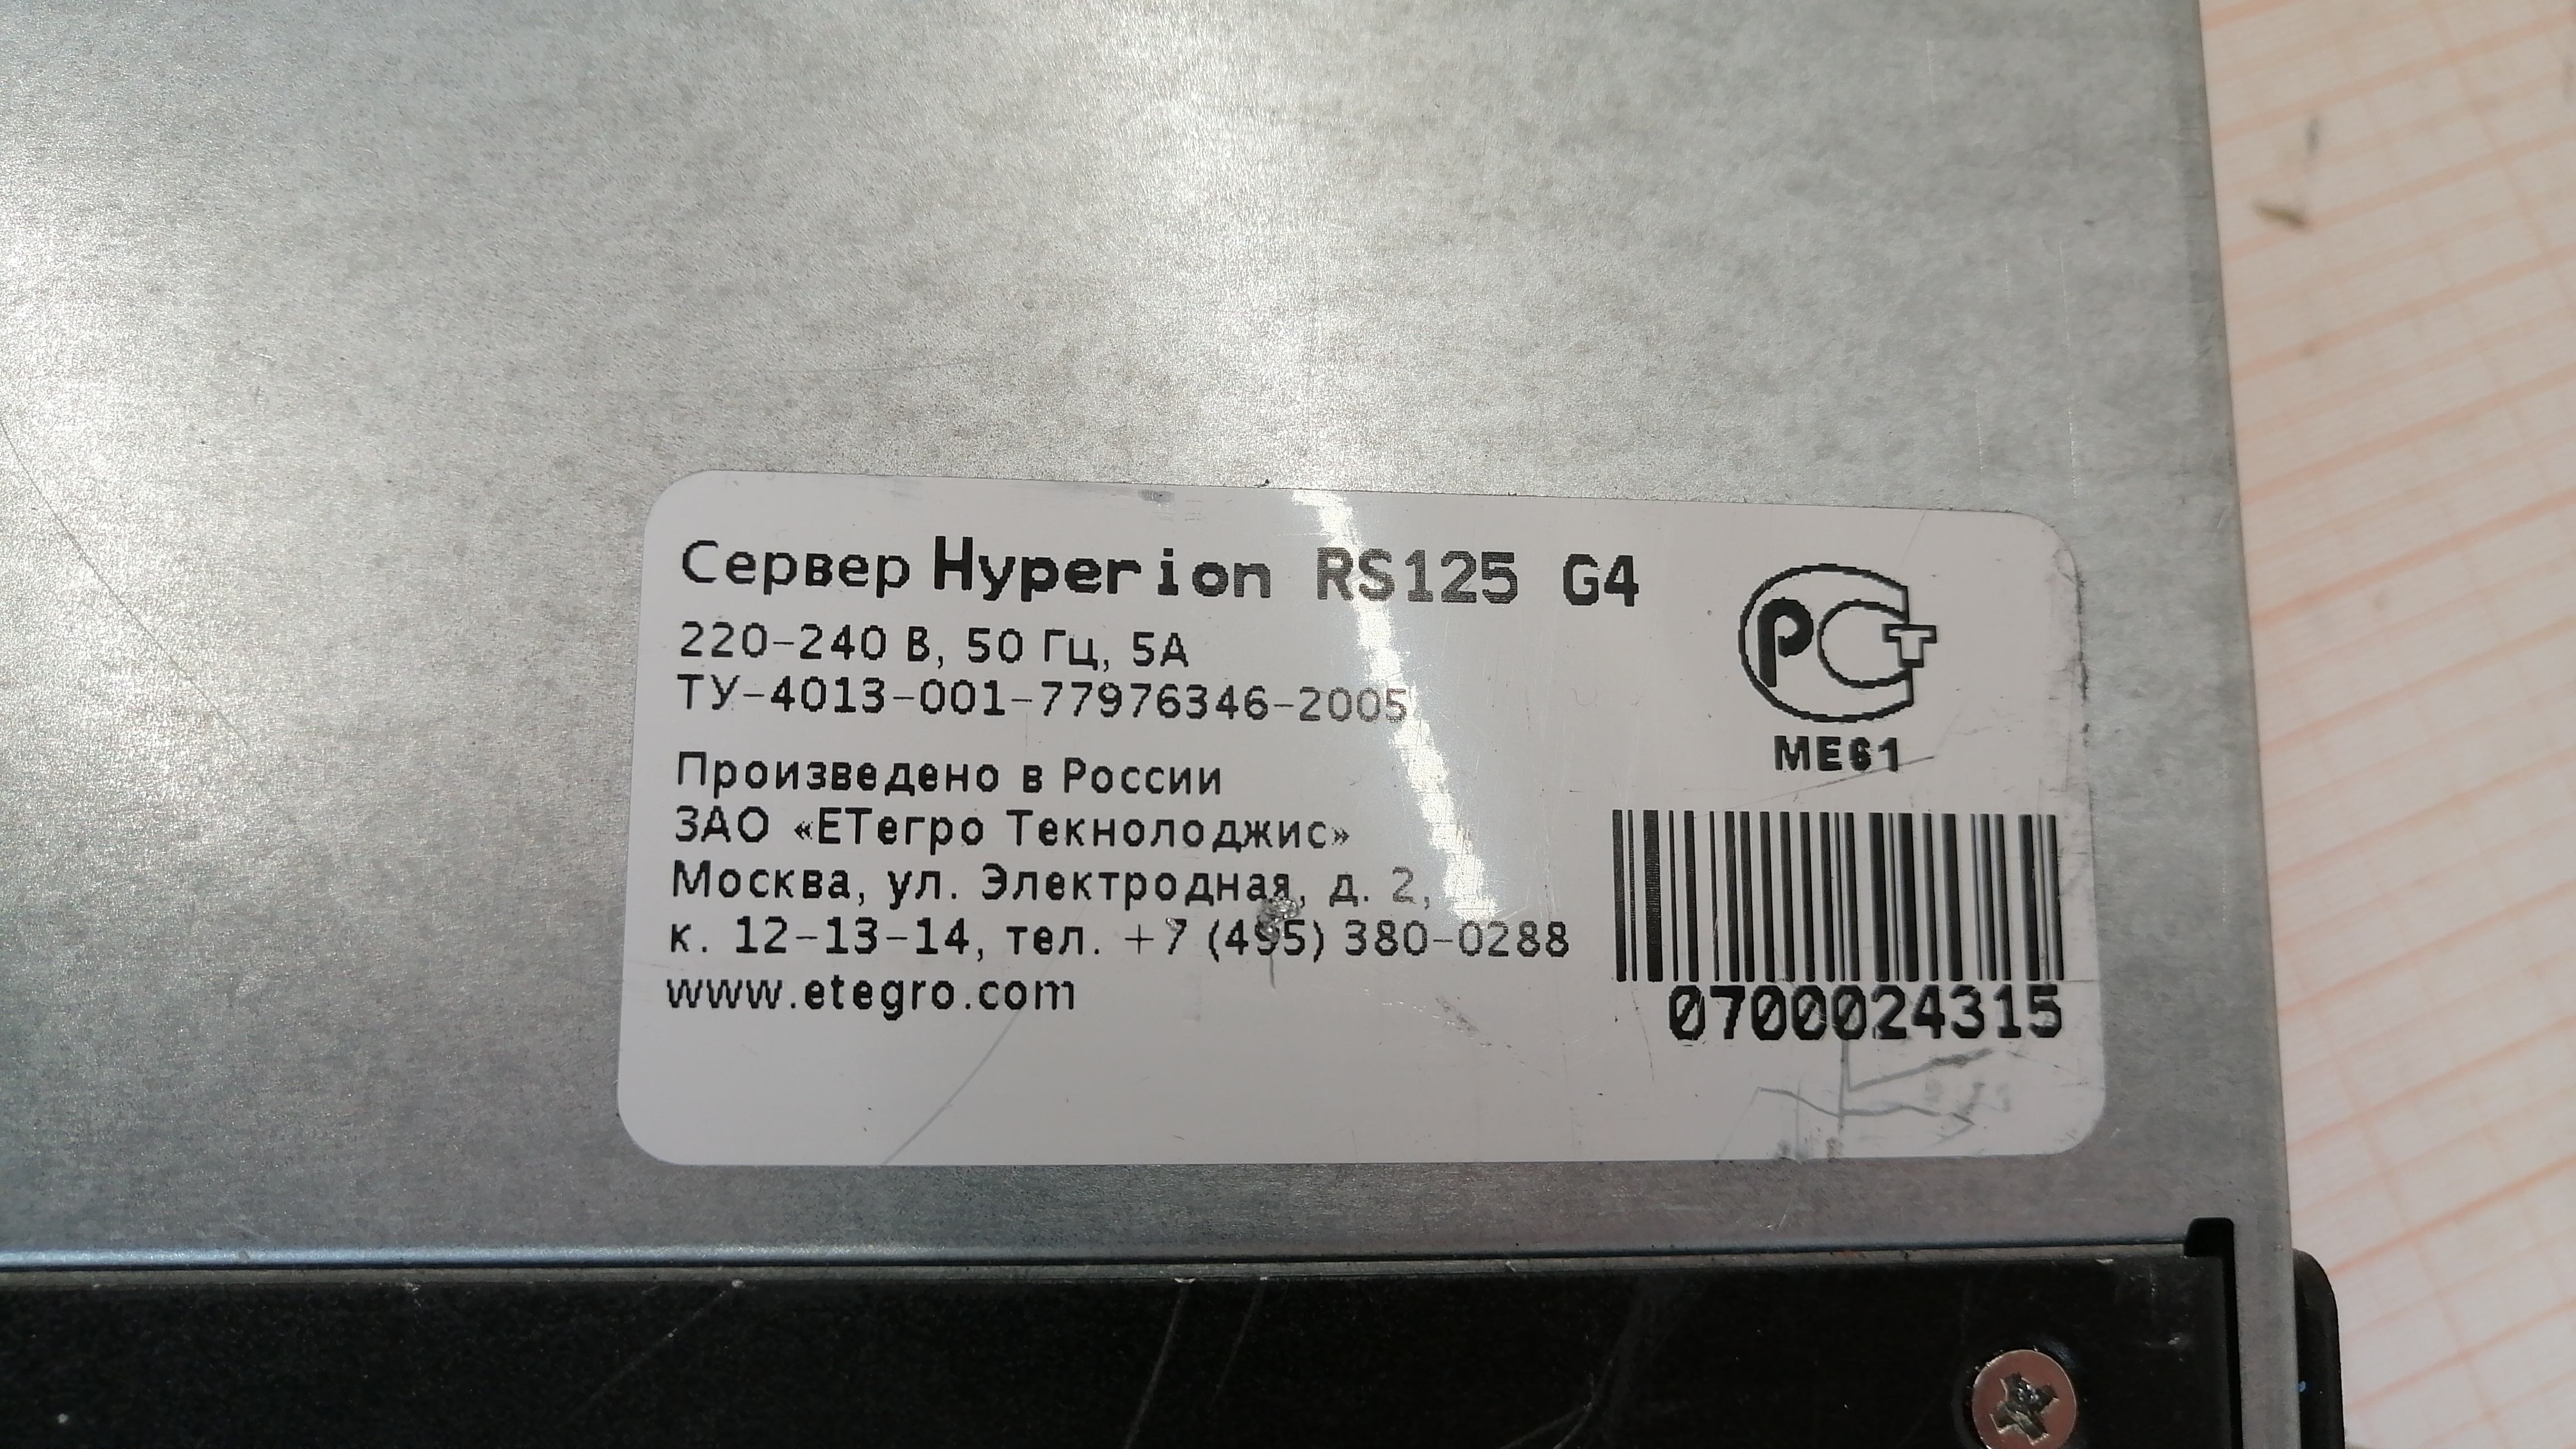 Сервер Hyperion RS125 G4
220-240 В, 50 Гц, 5А
ТУ-4013-001-77976346-2005
Произведено в России
ЗАО «ЕТегро Текнолоджис»
Москва, ул. Электродная, д. 2,
к. 12-13-14, тел. +7 (495) 380-0288
www.etegro.com
РСТ
МЕ61
0700024315